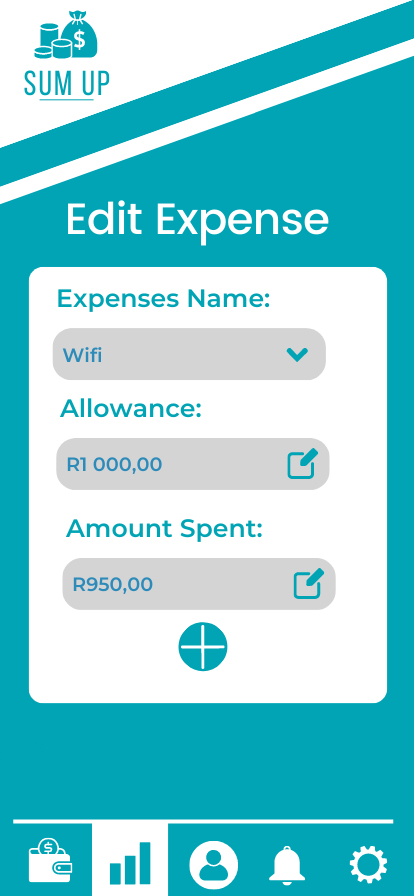 SUM UP
Edit Expense
Expenses Name:
Wifi
Allowance:
R1 000,00
Amount Spent:
R950,00